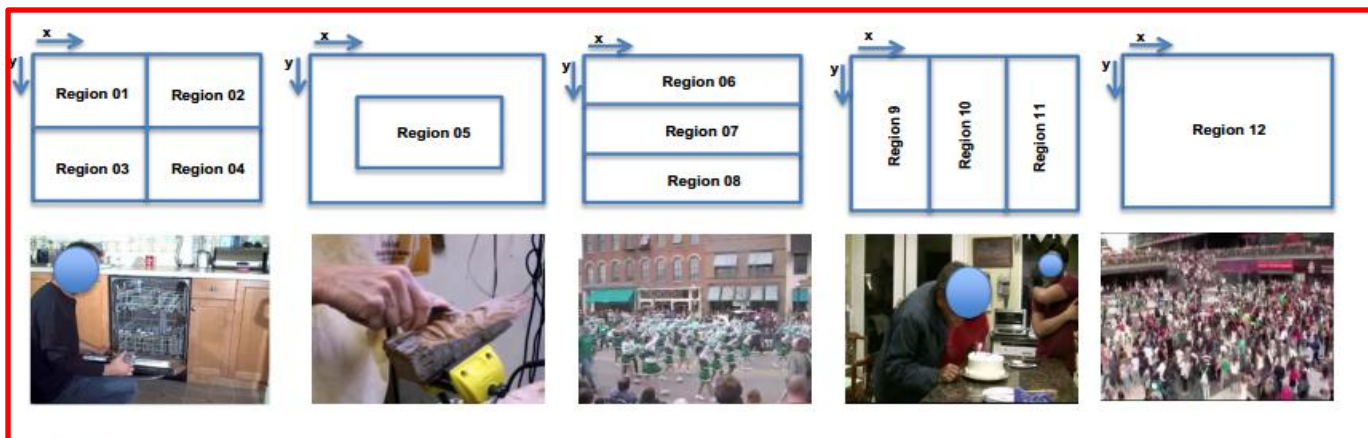 x
y
Region 01
Region 02
Region 03
Region 04
x
y
Region 05
x
y
Region 06
Region 07
Region 08
x
y
Region 9
Region 10
Region 11
x
y
Region 12